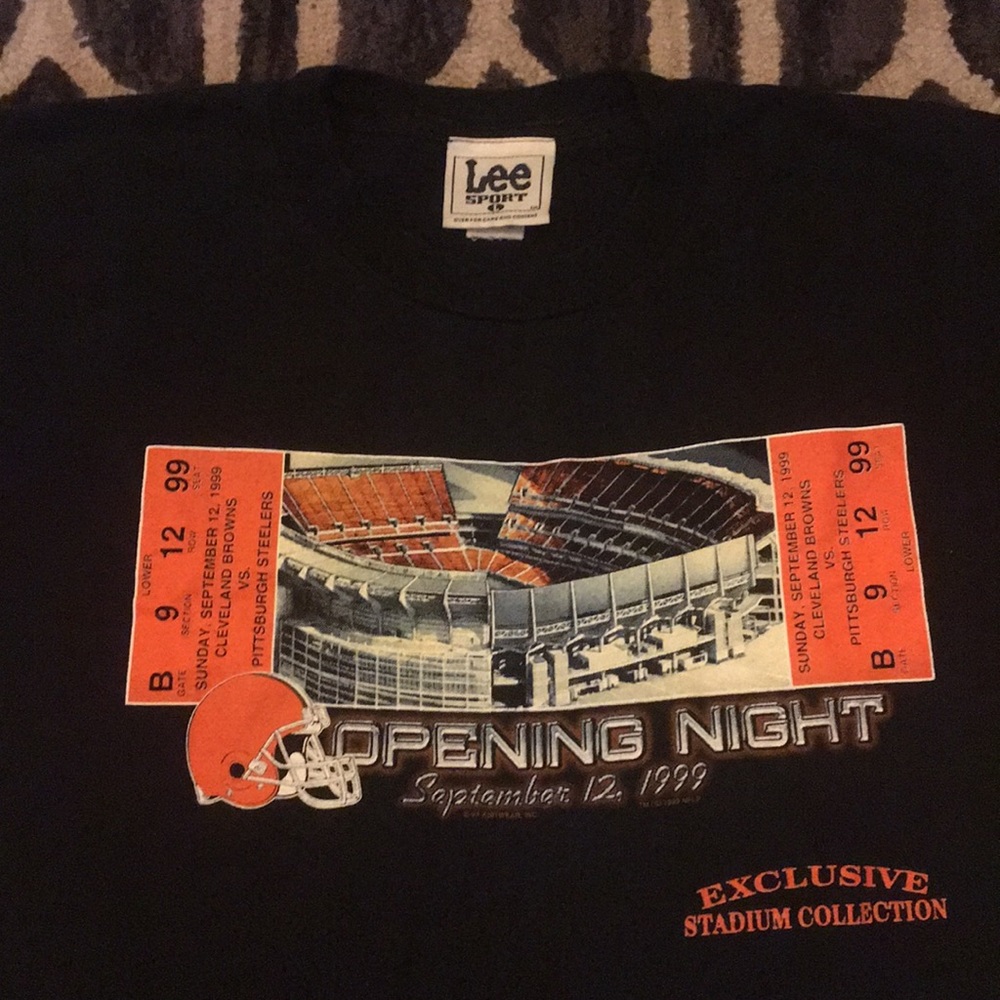 Lee
SPORT
LOWER
B 9 12 99
GATE SECTION ROW SEAT
SUNDAY, SEPTEMBER 12, 1999
CLEVELAND BROWNS
VS.
PITTSBURGH STEELERS
SUNDAY, SEPTEMBER 12, 1999
CLEVELAND BROWNS
VS.
PITTSBURGH STEELERS
B 9 12 99
GATE SECTION ROW
LOWER
OPENING NIGHT
September 12, 1999
EXCLUSIVE
STADIUM COLLECTION